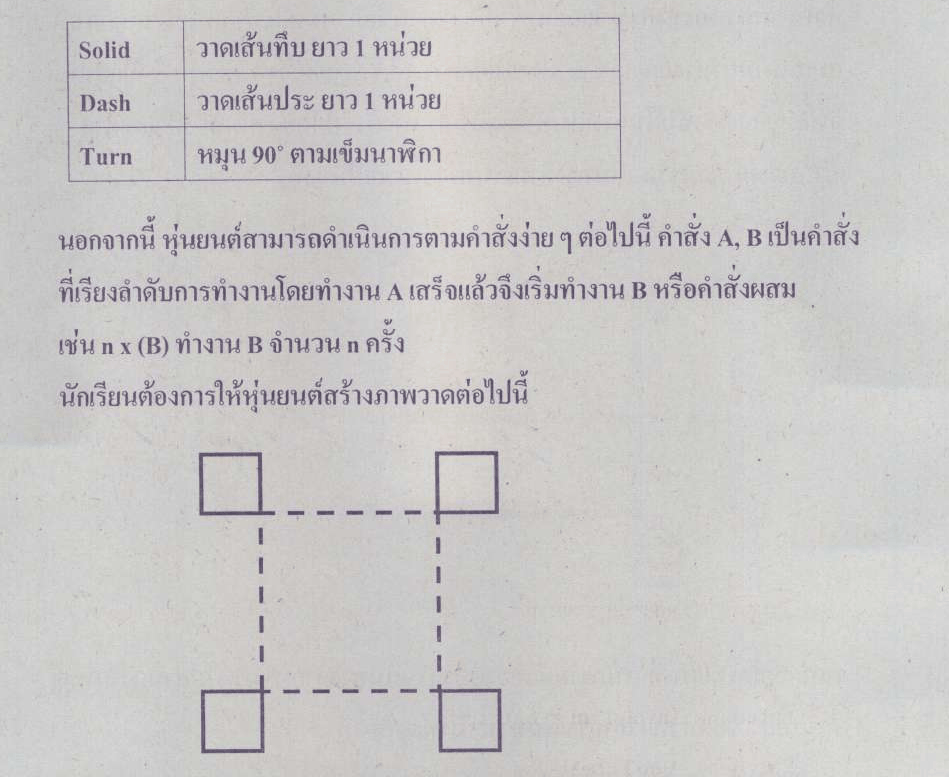 Solid วาดเส้นทึบ ยาว 1 หน่วย
Dash วาดเส้นประ ยาว 1 หน่วย
Turn หมุน 90° ตามเข็มนาฬิกา
นอกจากนี้ หุ่นยนต์สามารถดำเนินการตามคำสั่งง่าย ๆ ต่อไปนี้ คำสั่ง A, B เป็นคำสั่ง
ที่เรียงลำดับการทำงานโดยทำงาน A เสร็จแล้วจึงเริ่มทำงาน B หรือคำสั่งผสม
เช่น n x (B) ทำงาน B จำนวน n ครั้ง
นักเรียนต้องการให้หุ่นยนต์สร้างภาพวาดต่อไปนี้